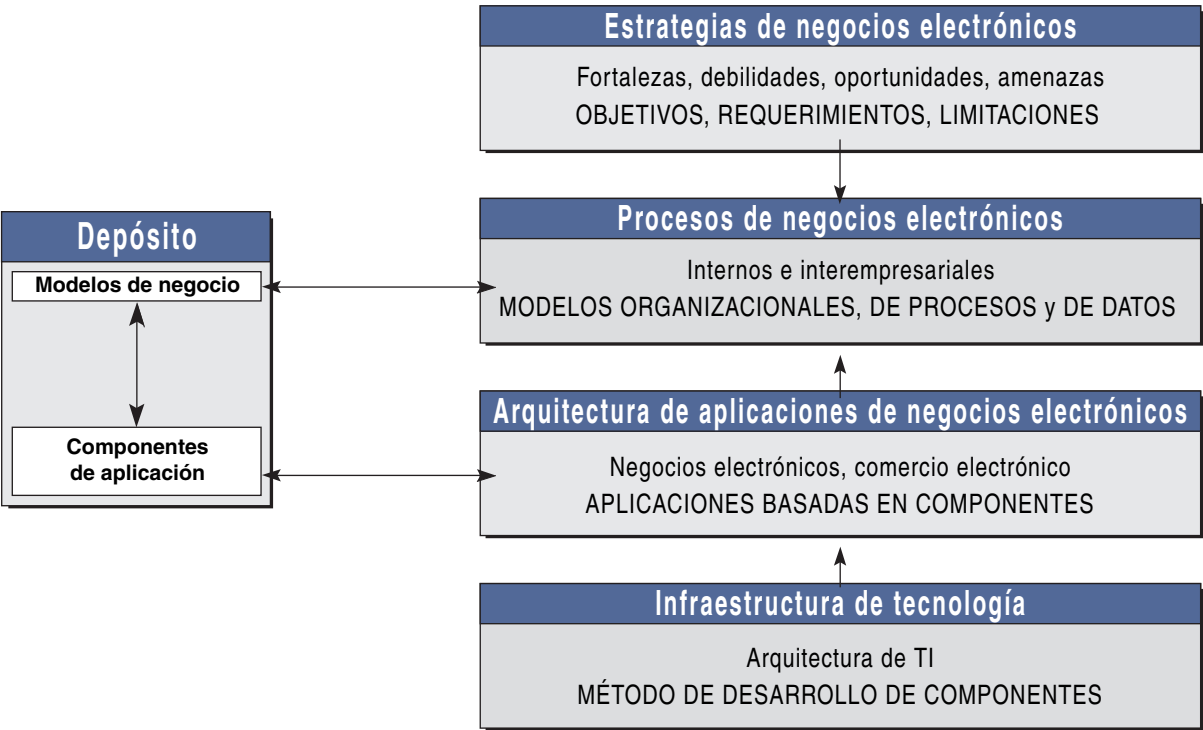 Estrategias de negocios electrónicos
Fortalezas, debilidades, oportunidades, amenazas
OBJETIVOS, REQUERIMIENTOS, LIMITACIONES
Procesos de negocios electrónicos
Internos e interempresariales
MODELOS ORGANIZACIONALES, DE PROCESOS y DE DATOS
Depósito
Modelos de negocio
Componentes
de aplicación
Arquitectura de aplicaciones de negocios electrónicos
Negocios electrónicos, comercio electrónico
APLICACIONES BASADAS EN COMPONENTES
Infraestructura de tecnología
Arquitectura de TI
MÉTODO DE DESARROLLO DE COMPONENTES